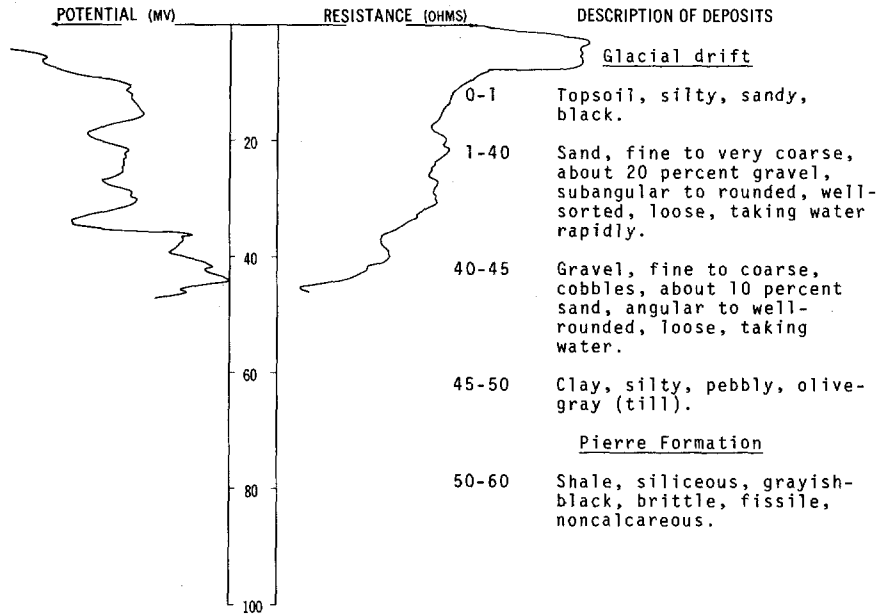 POTENTIAL (MV) RESISTANCE (OHMS) DESCRIPTION OF DEPOSITS
Glacial drift
0-1 Topsoil, silty, sandy,
black.
20
1-40 Sand, fine to very coarse,
about 20 percent gravel,
subangular to rounded, well-
sorted, loose, taking water
rapidly.
40
40-45 Gravel, fine to coarse,
cobbles, about 10 percent
sand, angular to well-
rounded, loose, taking
water.
60
45-50 Clay, silty, pebbly, olive-
gray (till).
Pierre Formation
50-60 Shale, siliceous, grayish-
black, brittle, fissile,
noncalcareous.
80
100